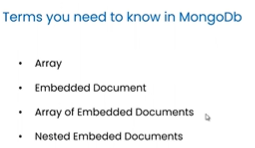 Terms you need to know in MongoDb
• Array
• Embedded Document
• Array of Embedded Documents
• Nested Embeded Documents